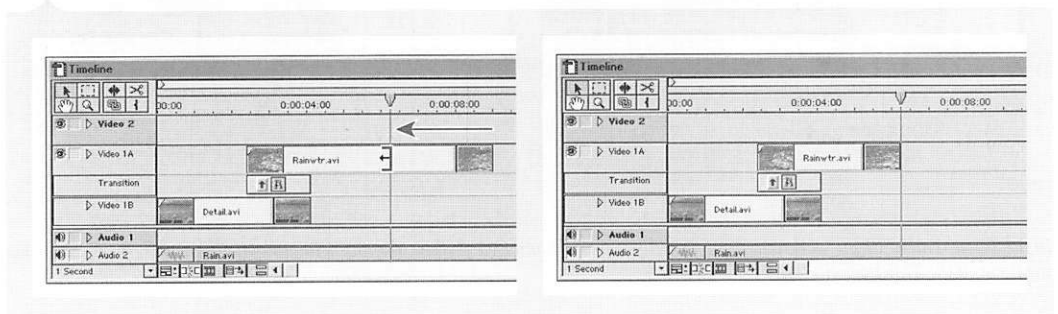 Timeline
00:00 0:00:04:00 0:00:08:00
Video 2
Video 1A Rainwtr.avi
Transition
Video 1B Detail.avi
Audio 1
Audio 2 Rain.avi
1 Second
Timeline
00:00 0:00:04:00 0:00:08:00
Video 2
Video 1A Rainwtr.avi
Transition
Video 1B Detail.avi
Audio 1
Audio 2 Rain.avi
1 Second